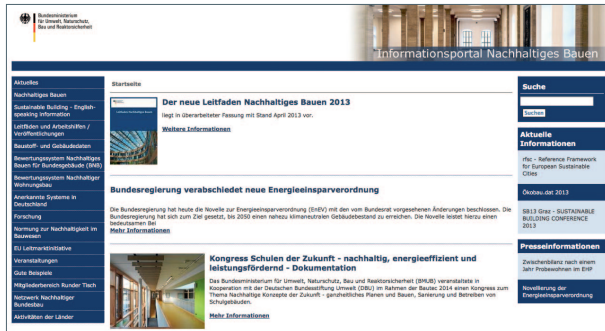 Bundesministerium
für Umwelt, Naturschutz,
Bau und Reaktorsicherheit
Informationsportal Nachhaltiges Bauen
Aktuelles
Nachhaltiges Bauen
Sustainable Building - English-
speaking information
Leitfäden und Arbeitshilfen /
Veröffentlichungen
Baustoff- und Gebäudedaten
Bewertungssystem Nachhaltiges
Bauen für Bundesgebäude (BNB)
Bewertungssystem Nachhaltiger
Wohnungsbau
Anerkannte Systeme in
Deutschland
Forschung
Normung zur Nachhaltigkeit im
Bauwesen
EU Leitmarktinitiative
Veranstaltungen
Gute Beispiele
Mitgliederbereich Runder Tisch
Netzwerk Nachhaltiger
Bundesbau
Aktivitäten der Länder
Startseite
Der neue Leitfaden Nachhaltiges Bauen 2013
liegt in überarbeiteter Fassung mit Stand April 2013 vor.
Weitere Informationen
Bundesregierung verabschiedet neue Energieeinsparverordnung
Die Bundesregierung hat heute die Novelle zur Energieeinsparverordnung (EnEV) mit den vom Bundesrat vorgesehenen Änderungen beschlossen. Die
Bundesregierung hat sich zum Ziel gesetzt, bis 2050 einen nahezu klimaneutralen Gebäudebestand zu erreichen. Die Novelle leistet hierzu einen
bedeutsamen Bei
Mehr Informationen
Kongress Schulen der Zukunft - nachhaltig, energieeffizient und
leistungsfördernd - Dokumentation
Das Bundesministerium für Umwelt, Naturschutz, Bau und Reaktorsicherheit (BMUB) veranstaltete in
Kooperation mit der Deutschen Bundesstiftung Umwelt (DBU) im Rahmen der Bautec 2014 einen Kongress zum
Thema Nachhaltige Konzepte der Zukunft - ganzheitliches Planen und Bauen, Sanierung und Betreiben von
Schulgebäuden.
Mehr Informationen
Suche
Suchen
Aktuelle
Informationen
rfsc - Reference Framework
for European Sustainable
Cities
Ökobau.dat 2013
SB13 Graz - SUSTAINABLE
BUILDING CONFERENCE
2013
Presseinformationen
Zwischenbilanz nach einem
Jahr Probewohnen im EHP
Novellierung der
Energieeinsparverordnung